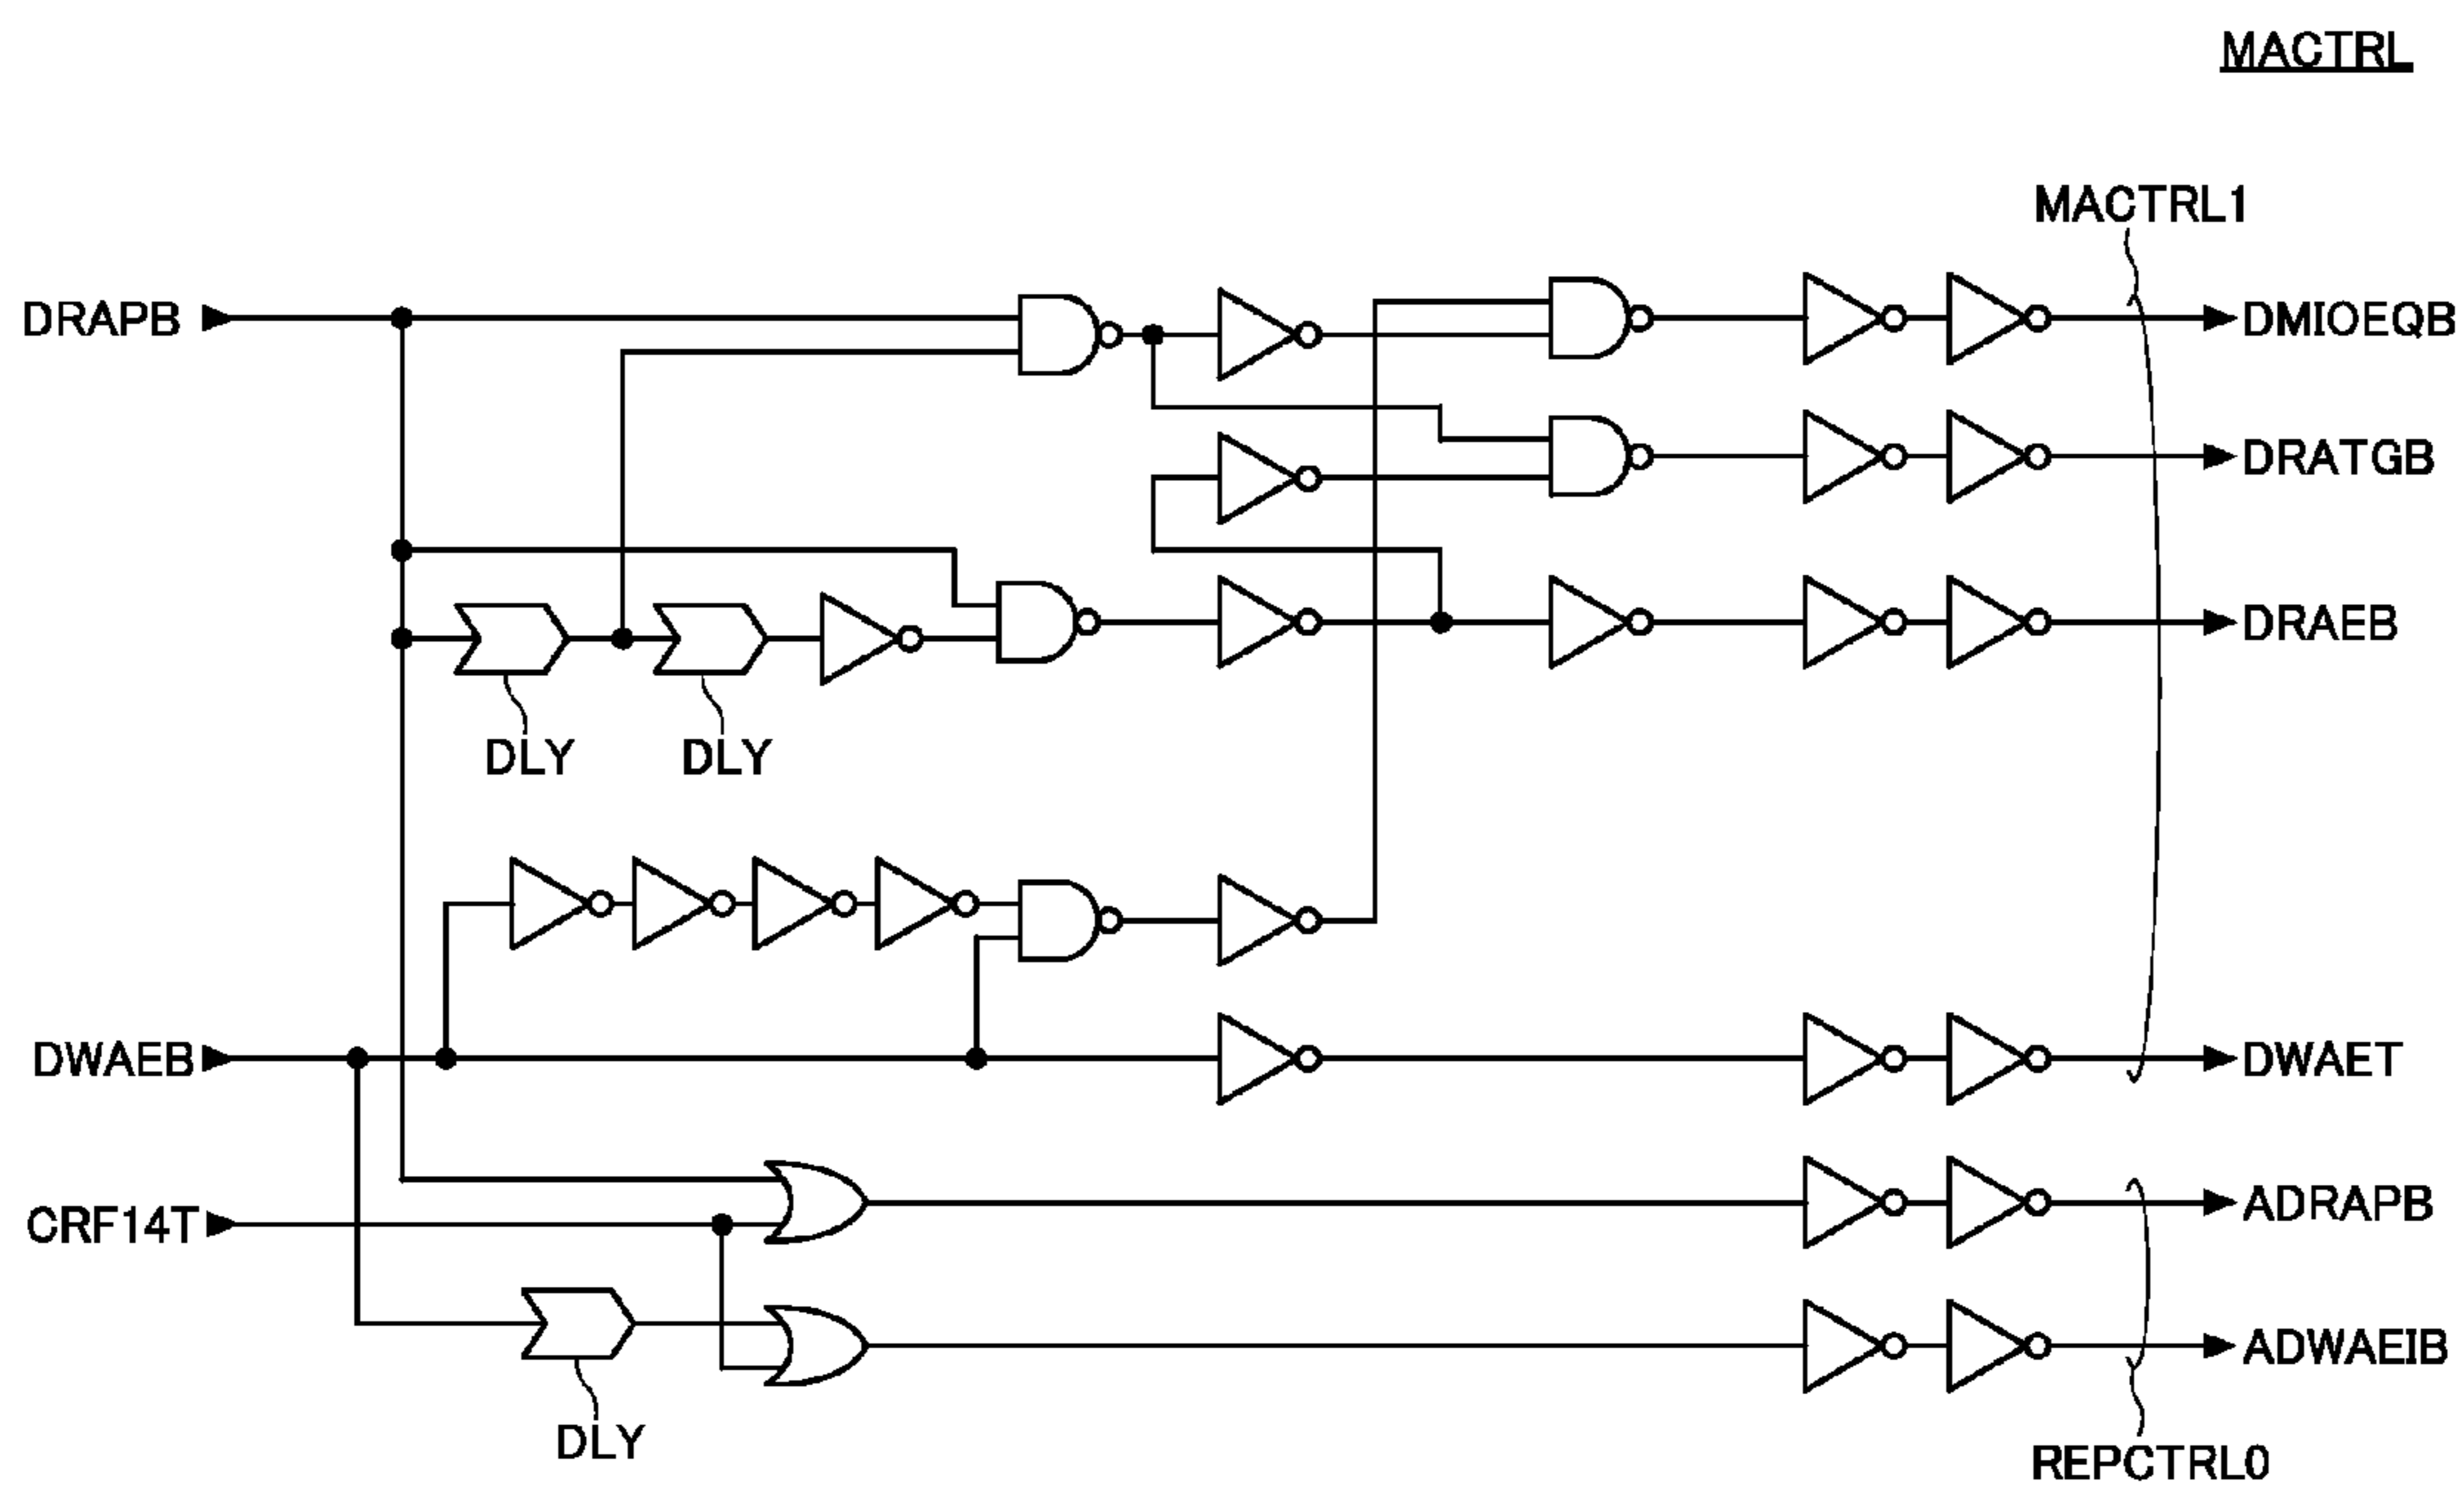 MACTRL
MACTRL1
DRAPB
DMIOEQB
DRATGB
DRAEB
DLY
DLY
DWAEB
DWAET
CRF14T
ADRAPB
ADWAEIB
DLY
REPCTRL0